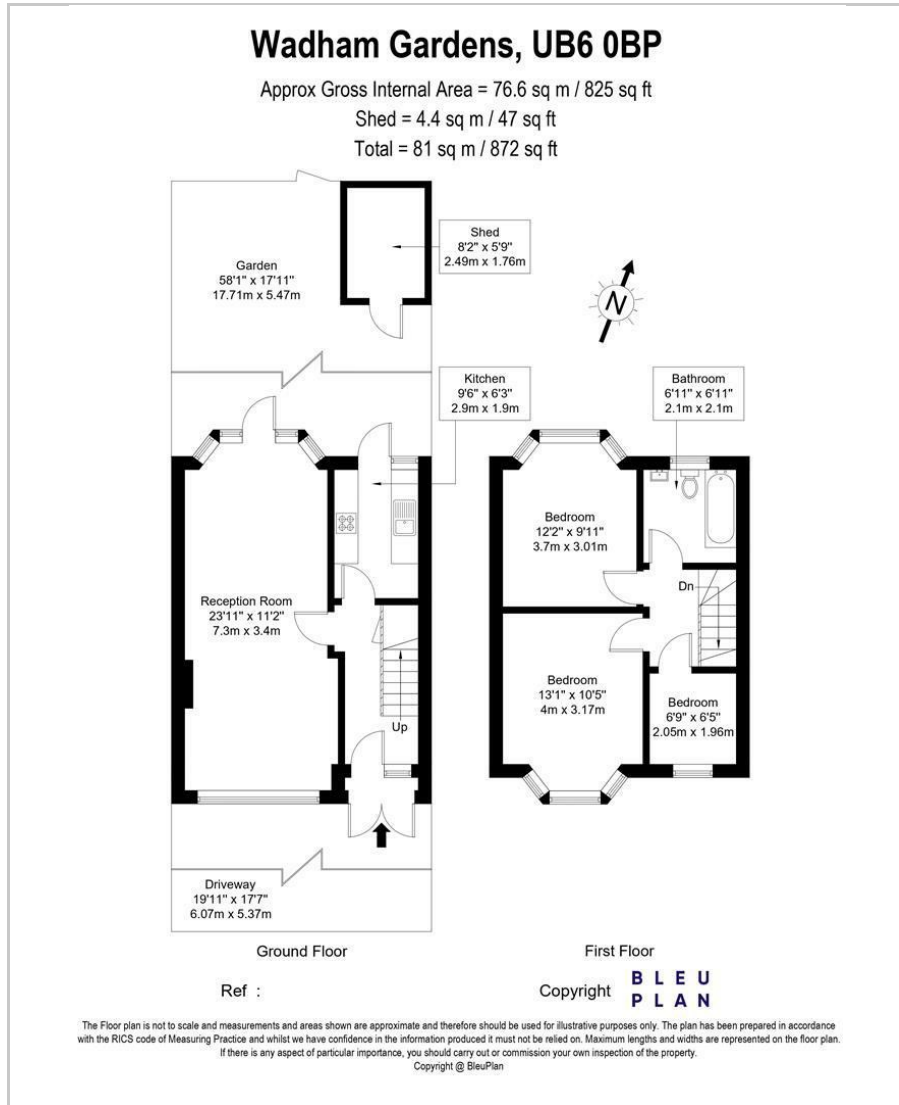 Wadham Gardens, UB6 0BP
Approx Gross Internal Area = 76.6 sq m / 825 sq ft
Shed = 4.4 sq m / 47 sq ft
Total = 81 sq m / 872 sq ft
Shed
8'2" x 5'9"
2.49m x 1.76m
Garden
58'1" x 17'11"
17.71m x 5.47m
N
Kitchen
9'6" x 6'3"
2.9m x 1.9m
Bathroom
6'11" x 6'11"
2.1m x 2.1m
Bedroom
12'2" x 9'11"
3.7m x 3.01m
Dn
Reception Room
23'11" x 11'2"
7.3m x 3.4m
Up
Bedroom
13'1" x 10'5"
4m x 3.17m
Bedroom
6'9" x 6'5"
2.05m x 1.96m
Driveway
19'11" x 17'7"
6.07m x 5.37m
Ground Floor
First Floor
Ref :
Copyright
BLEU
PLAN
The Floor plan is not to scale and measurements and areas shown are approximate and therefore should be used for illustrative purposes only. The plan has been prepared in accordance
with the RICS code of Measuring Practice and whilst we have confidence in the information produced it must not be relied on. Maximum lengths and widths are represented on the floor plan.
If there is any aspect of particular importance, you should carry out or commission your own inspection of the property.
Copyright @ BleuPlan